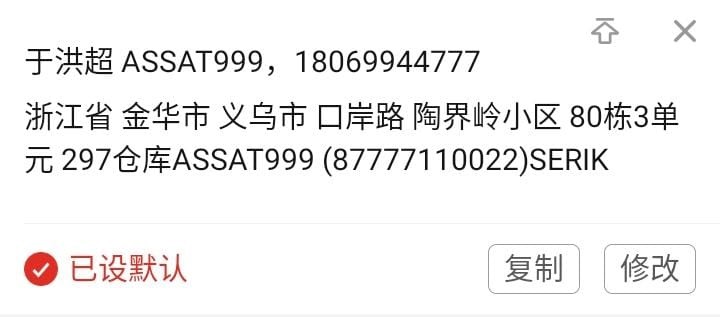 于洪超 ASSAT999，18069944777
浙江省 金华市 义乌市 口岸路 陶界岭小区 80栋3单
元 297仓库ASSAT999 (87777110022)SERIK
已设默认
复制
修改